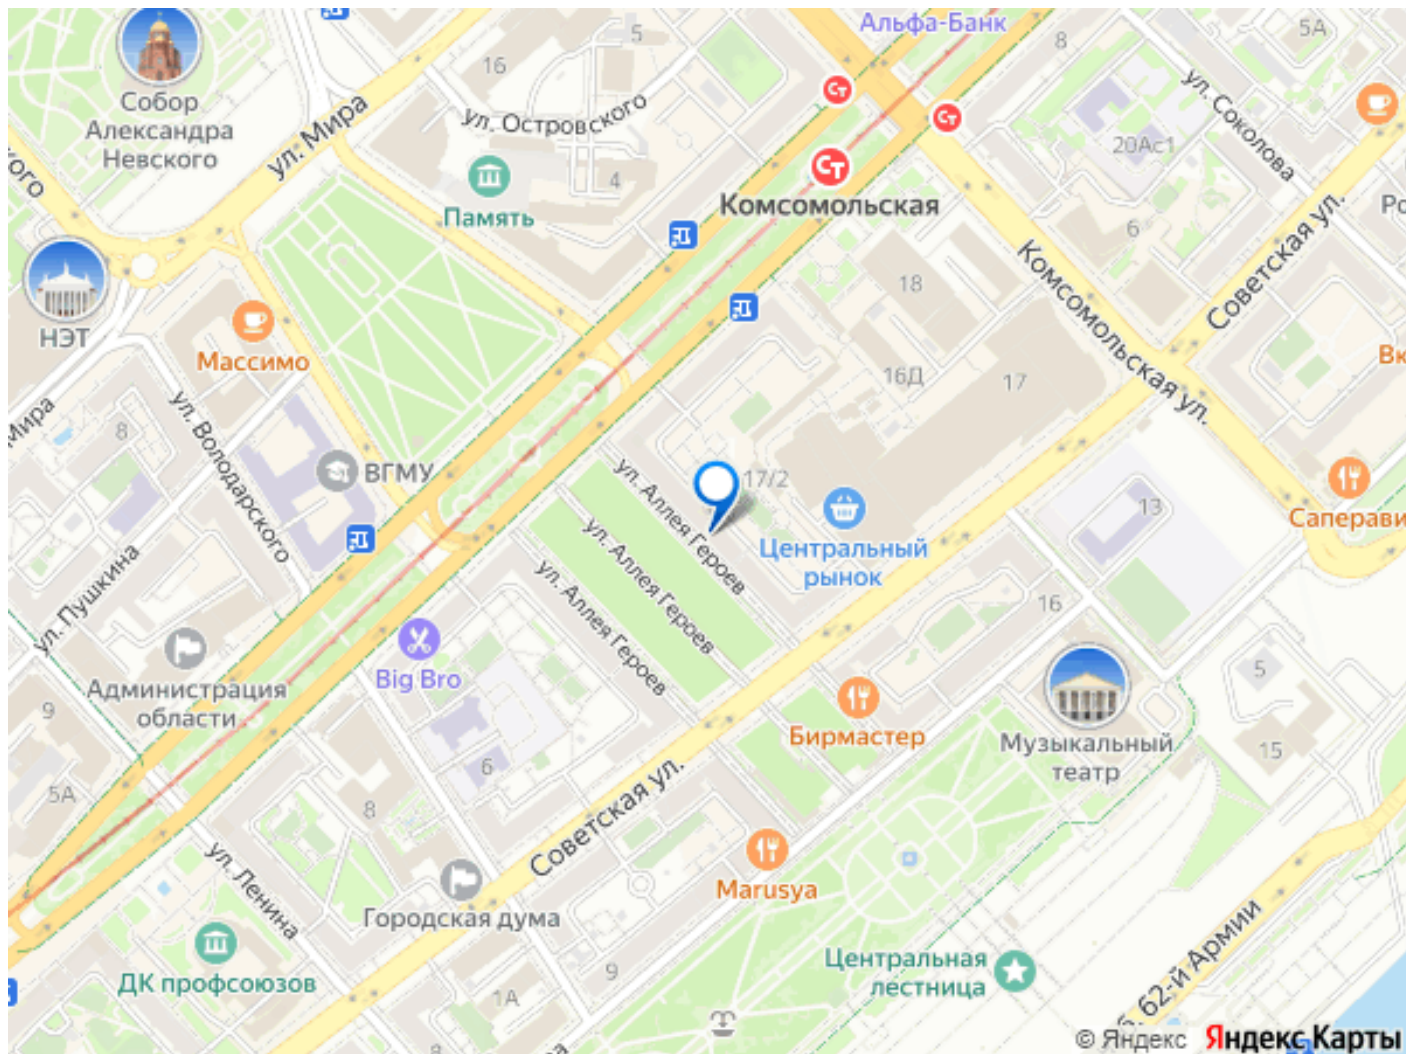 Альфа-Банк
5
5А
8
16
Собор
Александра
Невского
ул. Мира
ул. Островского
ул. Соколова
20Ас1
4
Память
Комсомольская
6
Советская ул.
НЭТ
18
Комсомольская ул.
Массимо
16Д
17
Мира
8
ул. Володарского
ВГМУ
ул. Аллея Героев
17/2
13
Саперави
ул. Аллея Героев
Центральный
рынок
ул. Пушкина
ул. Аллея Героев
16
Big Bro
5
Администрация
области
9
Бирмастер
Музыкальный
театр
15
6
5А
8
Советская ул.
ул. Ленина
Marusya
Городская дума
ДК профсоюзов
9
1А
Центральная
лестница
62-й Армии
© Яндекс Яндекс Карты